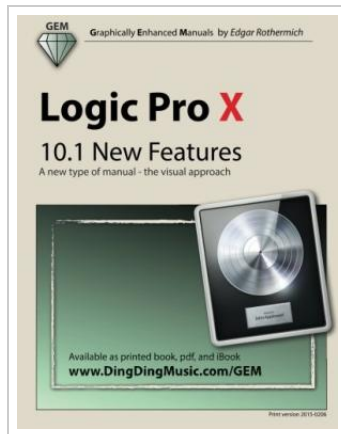 GEM
Graphically Enhanced Manuals by Edgar Rothermich
Logic Pro X
10.1 New Features
A new type of manual - the visual approach
Available as printed book, pdf, and iBook
www.DingDingMusic.com/GEM
Print version 2015-0206